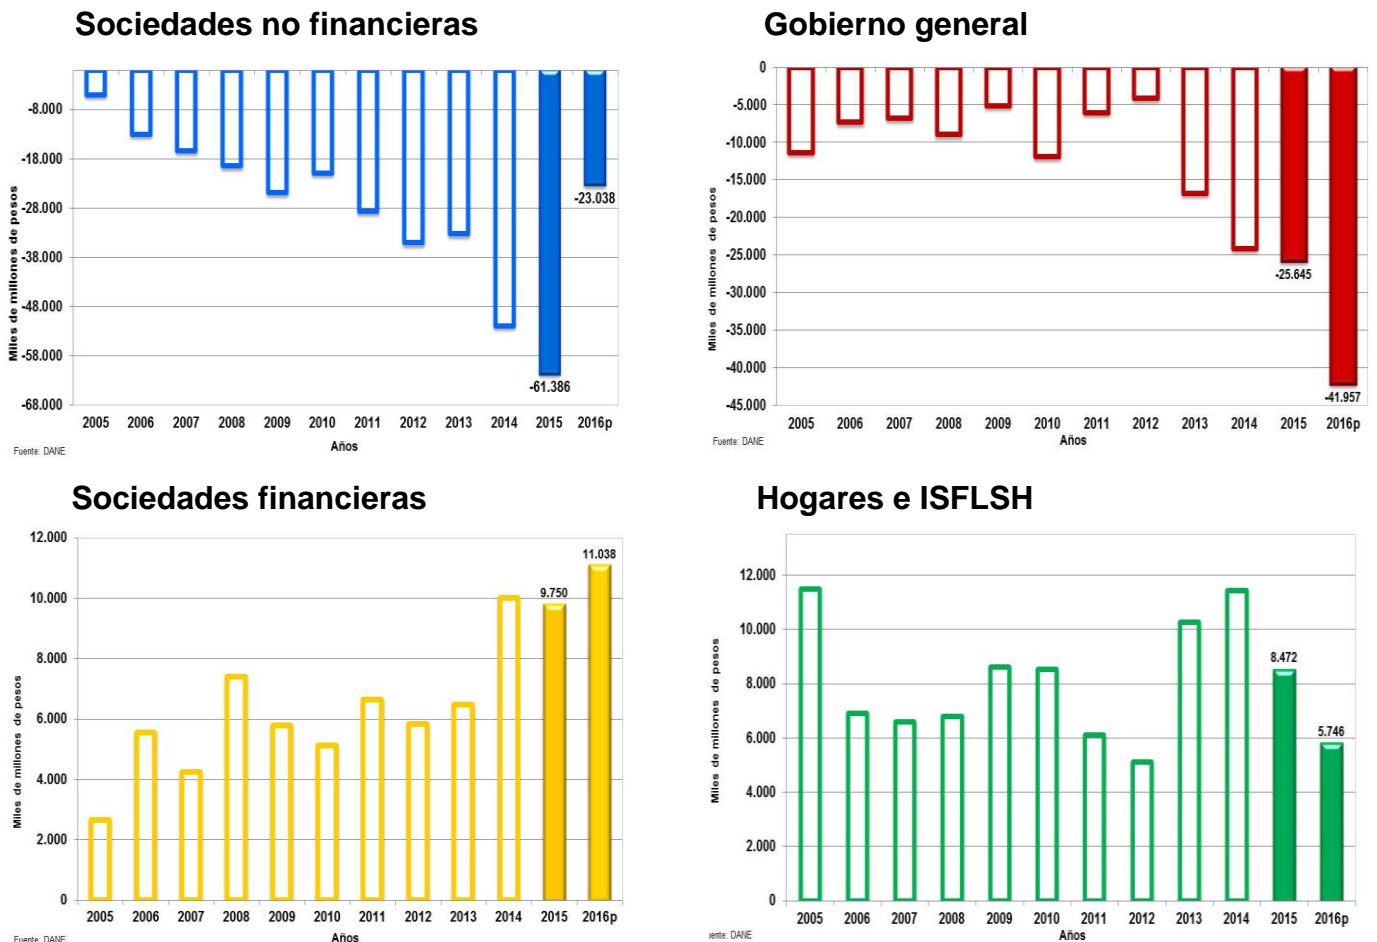 Sociedades no financieras
Miles de millones de pesos
-8.000
-18.000
-28.000
-38.000
-48.000
-58.000
-68.000
-61.386
-23.038
2005 2006 2007 2008 2009 2010 2011 2012 2013 2014 2015 2016p
Años
Fuente: DANE
Gobierno general
Miles de millones de pesos
0
-5.000
-10.000
-15.000
-20.000
-25.000
-30.000
-35.000
-40.000
-45.000
-25.645
-41.957
2005 2006 2007 2008 2009 2010 2011 2012 2013 2014 2015 2016p
Años
Fuente: DANE
Sociedades financieras
Miles de millones de pesos
12.000
10.000
8.000
6.000
4.000
2.000
0
9.750
11.038
2005 2006 2007 2008 2009 2010 2011 2012 2013 2014 2015 2016p
Años
Fuente: DANE
Hogares e ISFLSH
Miles de millones de pesos
12.000
10.000
8.000
6.000
4.000
2.000
0
8.472
5.746
2005 2006 2007 2008 2009 2010 2011 2012 2013 2014 2015 2016p
Años
uente: DANE